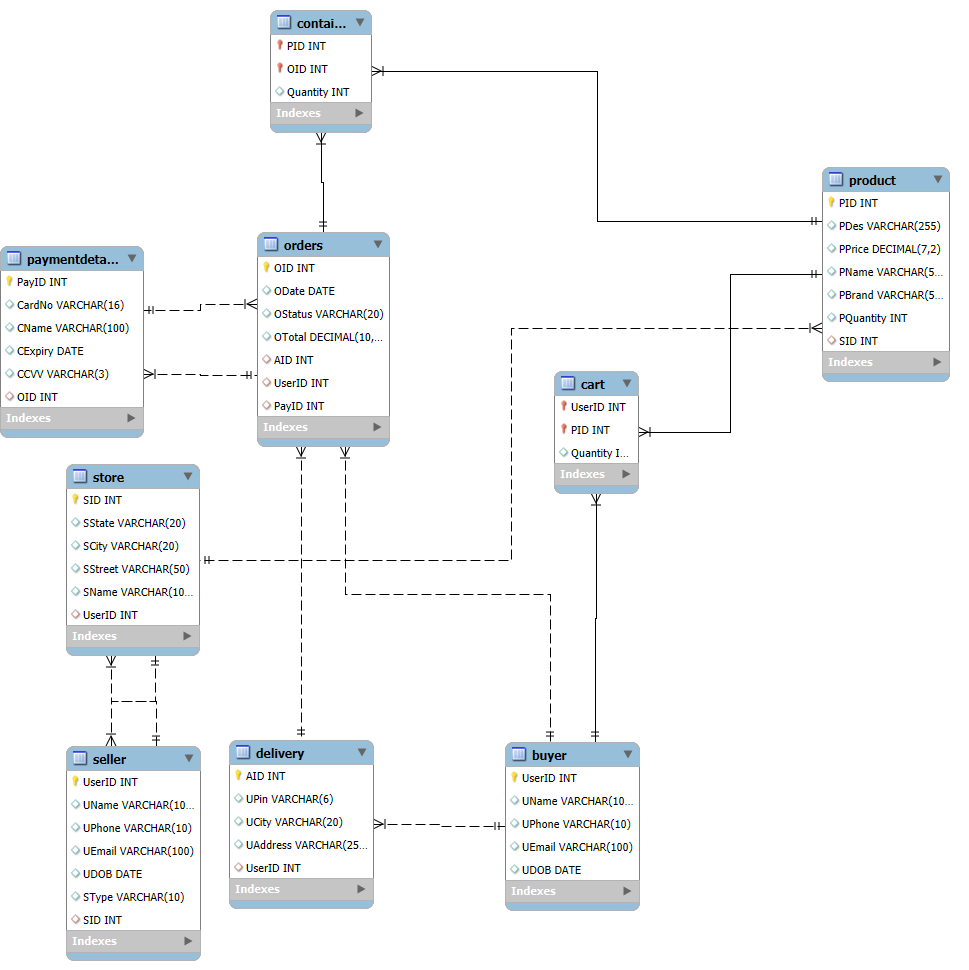 contai...
PID INT
OID INT
Quantity INT
Indexes
product
PID INT
PDes VARCHAR(255)
PPrice DECIMAL(7,2)
PName VARCHAR(5...
PBrand VARCHAR(5...
PQuantity INT
SID INT
Indexes
orders
OID INT
ODate DATE
OStatus VARCHAR(20)
OTotal DECIMAL(10,...
AID INT
UserID INT
PayID INT
Indexes
paymentdeta...
PayID INT
CardNo VARCHAR(16)
CName VARCHAR(100)
CExpiry DATE
CCVV VARCHAR(3)
OID INT
Indexes
cart
UserID INT
PID INT
Quantity I...
Indexes
store
SID INT
SState VARCHAR(20)
SCity VARCHAR(20)
SStreet VARCHAR(50)
SName VARCHAR(10...
UserID INT
Indexes
seller
UserID INT
UName VARCHAR(10...
UPhone VARCHAR(10)
UEmail VARCHAR(100)
UDOB DATE
SType VARCHAR(10)
SID INT
Indexes
delivery
AID INT
UPin VARCHAR(6)
UCity VARCHAR(20)
UAddress VARCHAR(25...
UserID INT
Indexes
buyer
UserID INT
UName VARCHAR(10...
UPhone VARCHAR(10)
UEmail VARCHAR(100)
UDOB DATE
Indexes